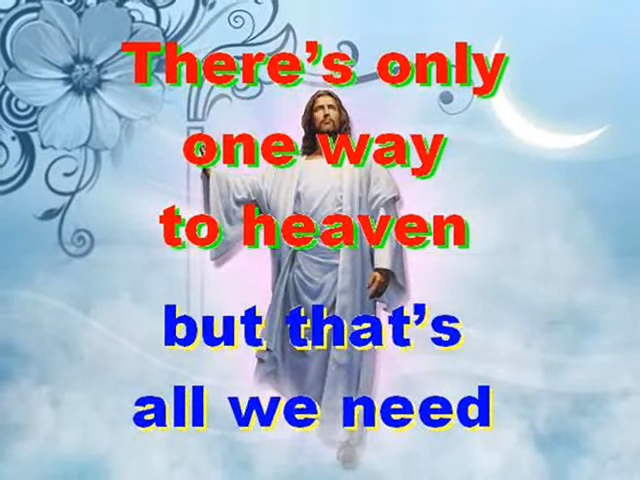 There’s only
one way
to heaven
but that’s
all we need